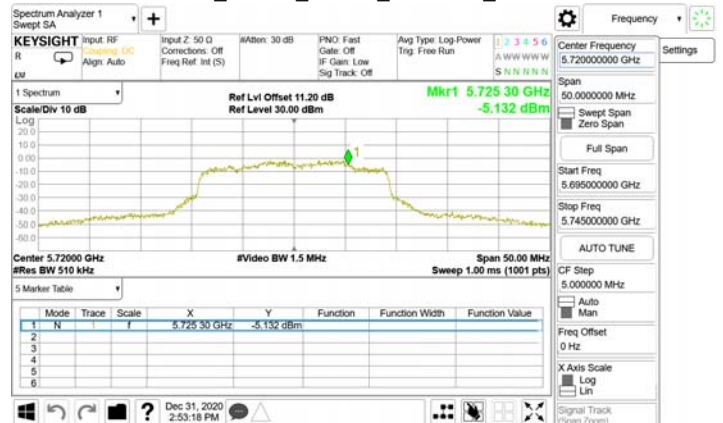 Spectrum Analyzer 1
Swept SA
+
Frequency
KEYSIGHT
R
Input: RF
Coupling: DC
Align: Auto
Input Z: 50 Ω
Corrections: Off
Freq Ref: Int (S)
#Atten: 30 dB
PNO: Fast
Gate: Off
IF Gain: Low
Sig Track: Off
Avg Type: Log-Power
Trig: Free Run
1 2 3 4 5 6
A WW WW W
S N N N N N
Center Frequency
5.720000000 GHz
Settings
1 Spectrum
Scale/Div 10 dB
Log
Ref Lvl Offset 11.20 dB
Ref Level 30.00 dBm
Mkr1 5.725 30 GHz
-5.132 dBm
Span
50.0000000 MHz
Swept Span
Zero Span
Full Span
Start Freq
5.695000000 GHz
Stop Freq
5.745000000 GHz
AUTO TUNE
CF Step
5.000000 MHz
Auto
Man
Freq Offset
0 Hz
X Axis Scale
Log
Lin
Signal Track
(Span Zoom)
20.0
10.0
0.00
-10.0
-20.0
-30.0
-40.0
-50.0
-60.0
1
Center 5.72000 GHz
#Res BW 510 kHz
#Video BW 1.5 MHz
Span 50.00 MHz
Sweep 1.00 ms (1001 pts)
5 Marker Table
Mode Trace Scale X Y Function Function Width Function Value
1 N 1 f 5.725 30 GHz -5.132 dBm
2
3
4
5
6
?
Dec 31, 2020
2:53:18 PM